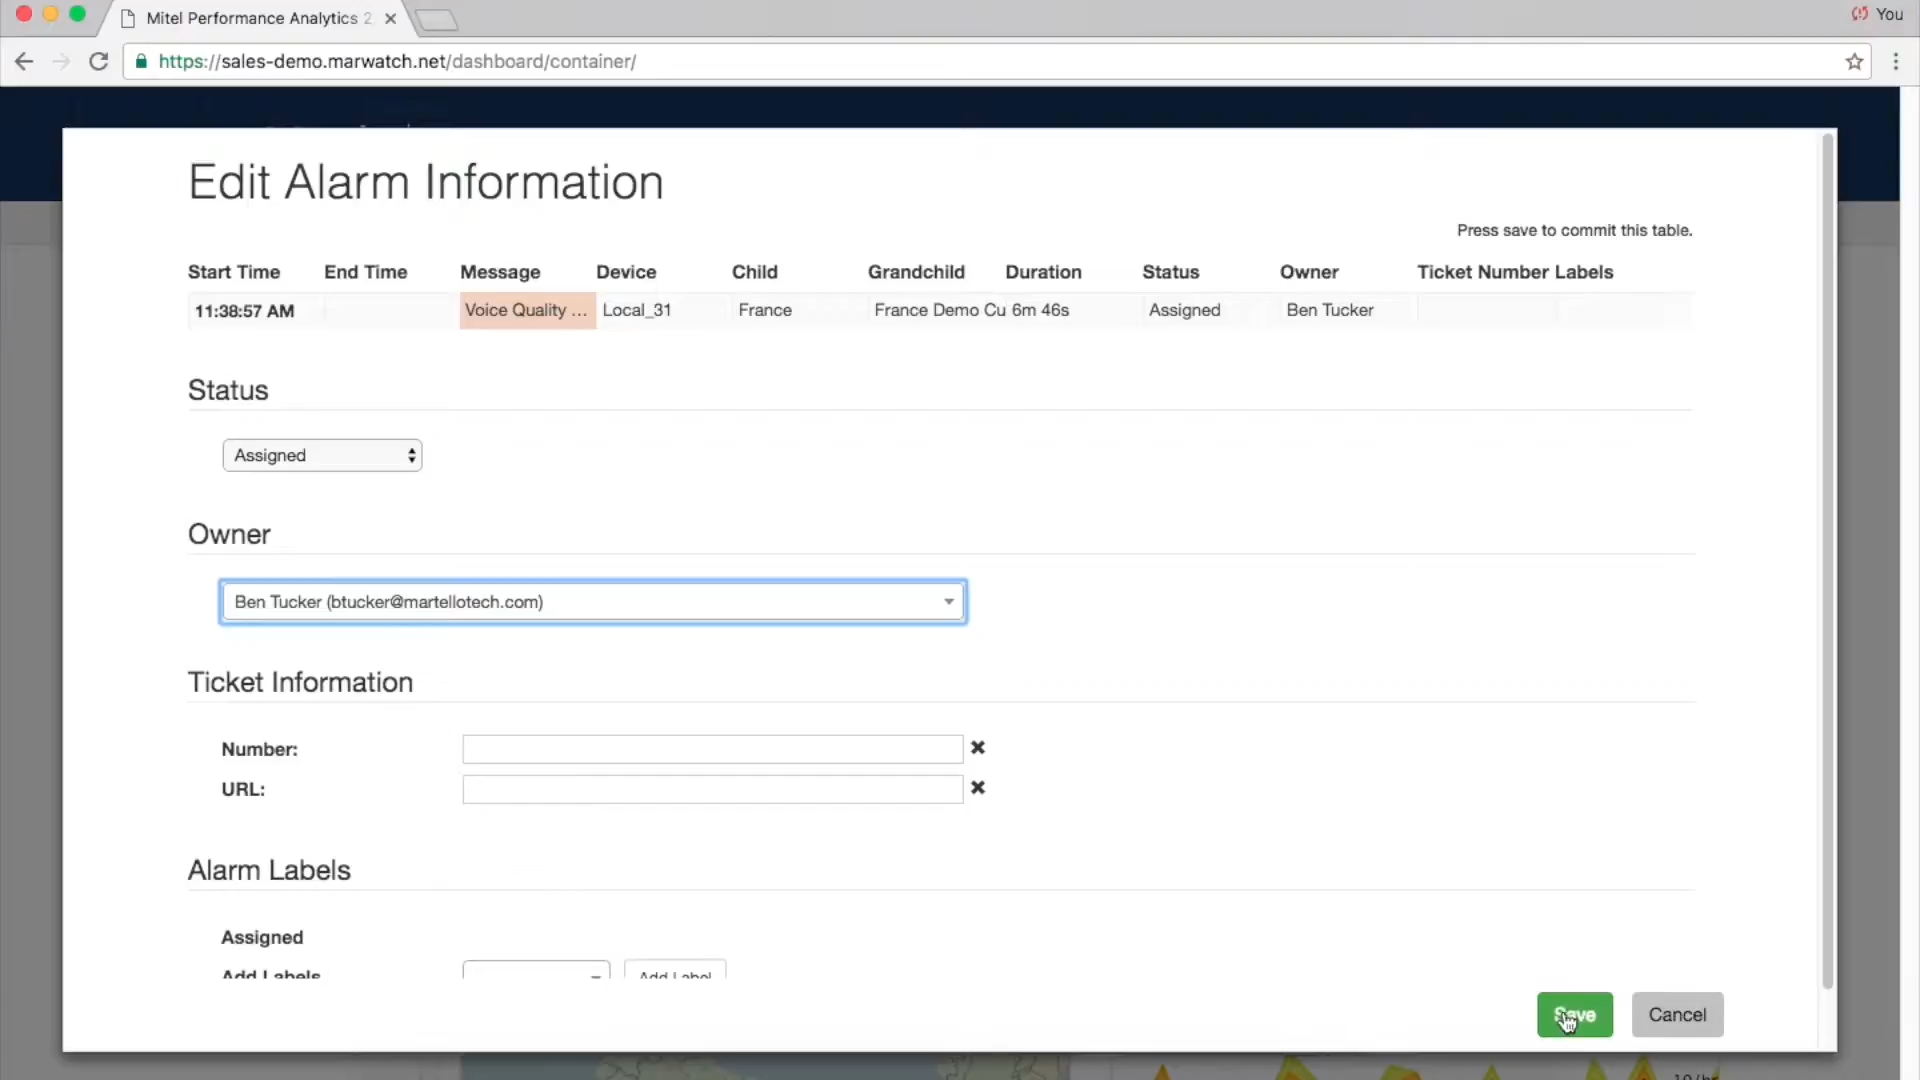 Mitel Performance Analytics 2
You
https://sales-demo.marwatch.net/dashboard/container/
Edit Alarm Information
Press save to commit this table.
Start Time End Time Message Device Child Grandchild Duration Status Owner Ticket Number Labels
11:38:57 AM Voice Quality ... Local_31 France France Demo Cu 6m 46s Assigned Ben Tucker
Status
Assigned
Owner
Ben Tucker (btucker@martellotech.com)
Ticket Information
Number:
URL:
Alarm Labels
Assigned
Add Labels Add Label
Save Cancel